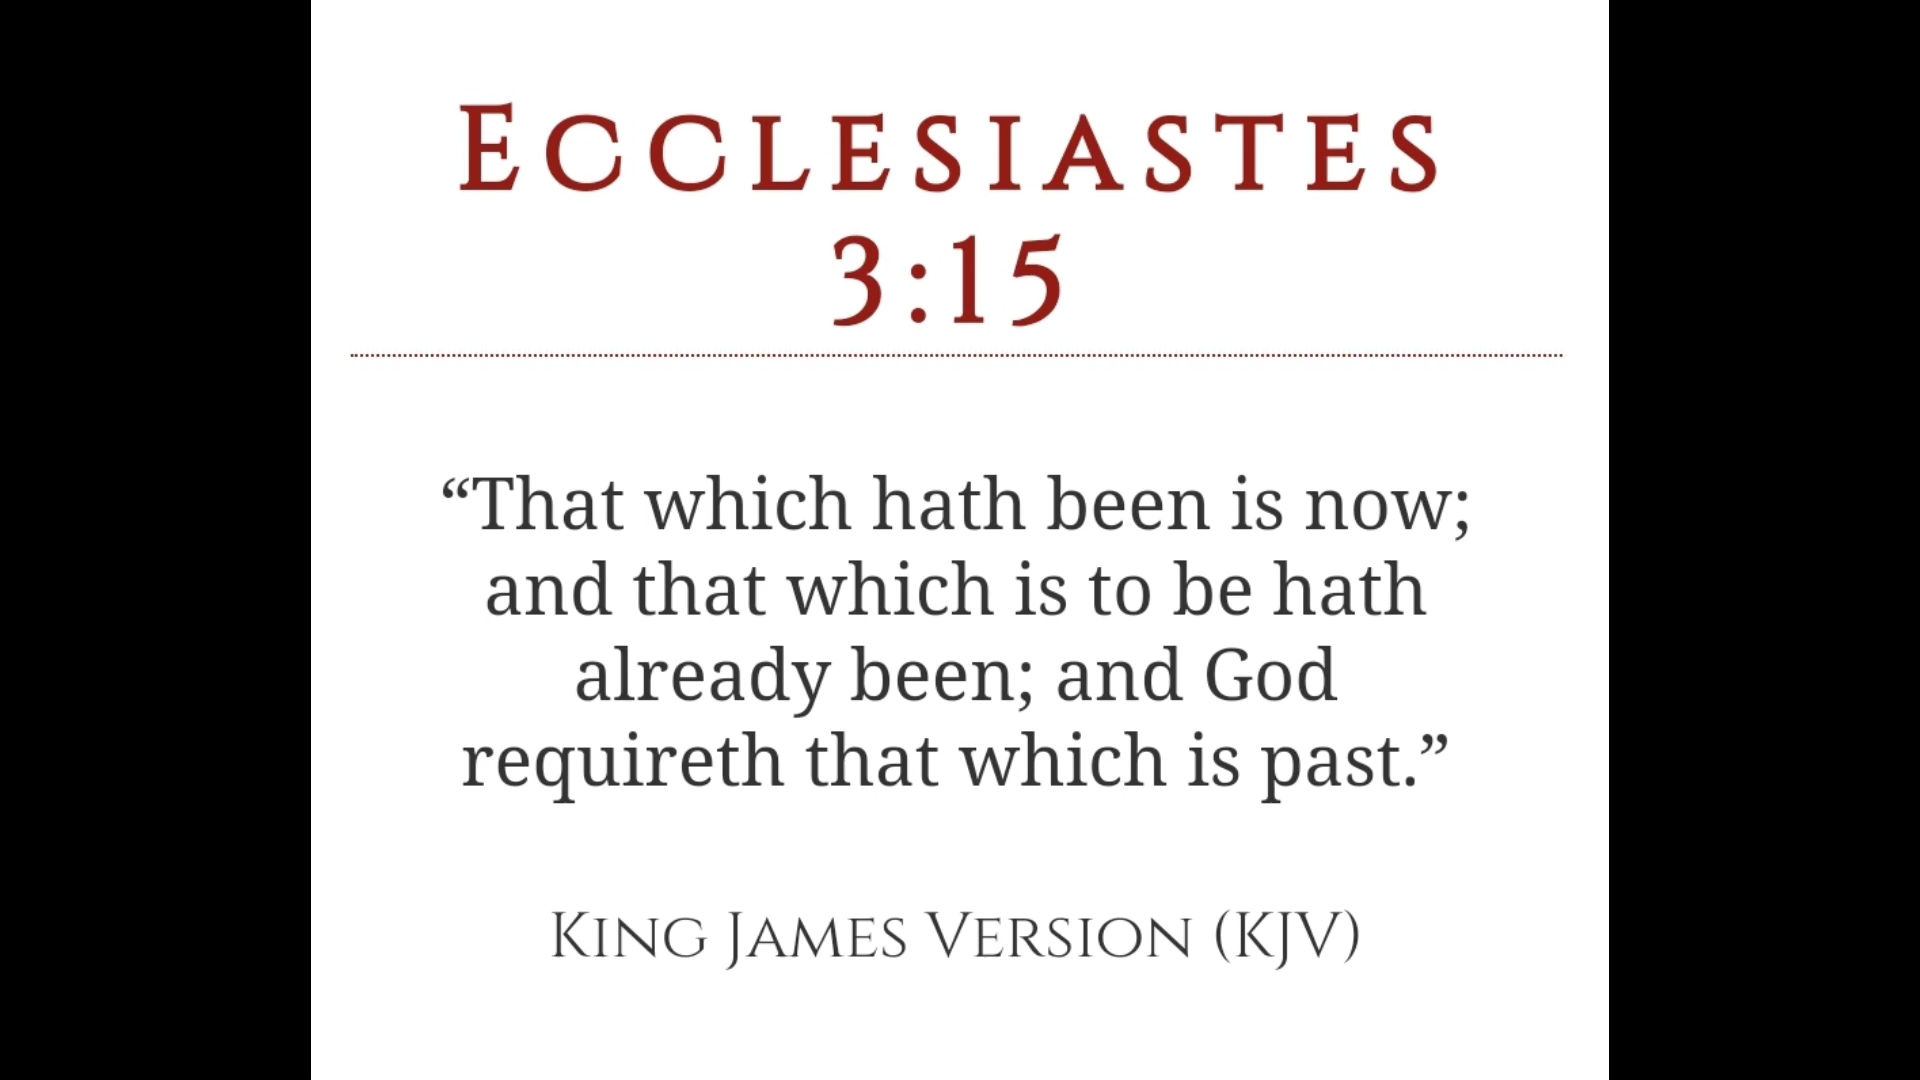 Ecclesiastes
3:15
“That which hath been is now;
and that which is to be hath
already been; and God
requireth that which is past.”
King James Version (KJV)